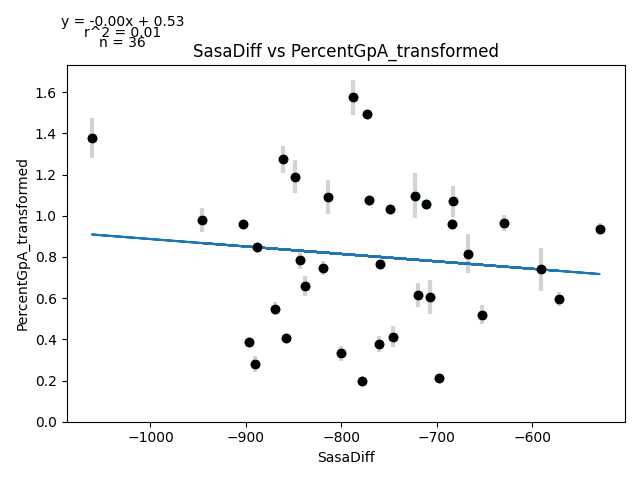 y = -0.00x + 0.53
r^2 = 0.01
n = 36
SasaDiff vs PercentGpA_transformed
1.6
1.4
1.2
1.0
0.8
0.6
0.4
0.2
0.0
PercentGpA_transformed
−1000
−900
−800
−700
−600
SasaDiff